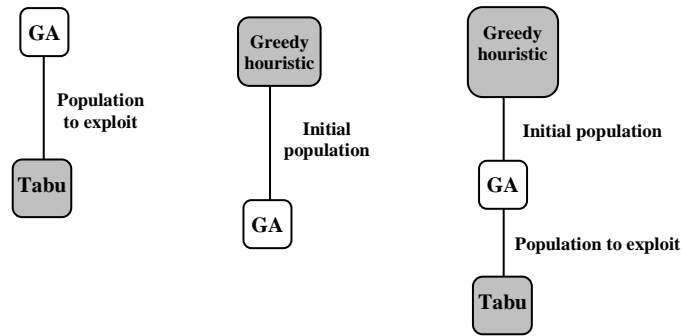 GA
Population
to exploit
Tabu
Greedy
houristic
Initial
population
GA
Greedy
houristic
Initial population
GA
Population to exploit
Tabu